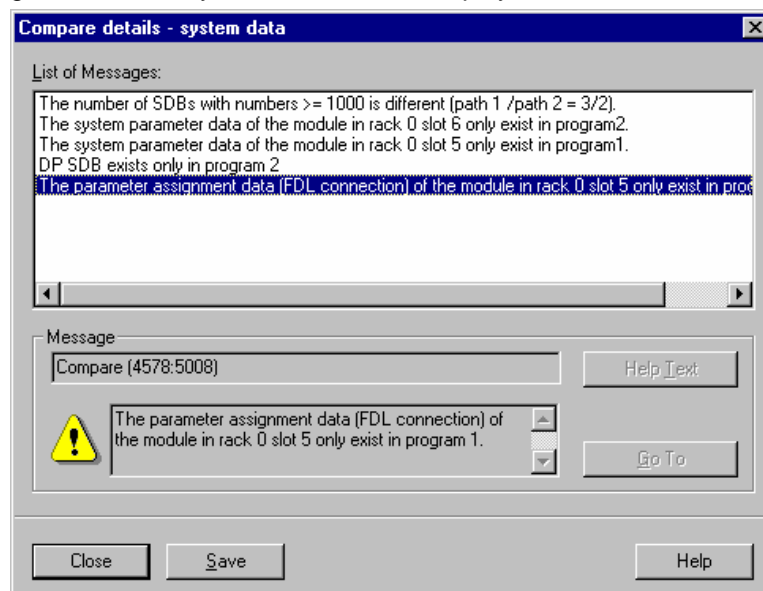 Compare details - system data
List of Messages:
The number of SDBs with numbers >= 1000 is different (path 1 /path 2 = 3/2).
The system parameter data of the module in rack 0 slot 6 only exist in program2.
The system parameter data of the module in rack 0 slot 5 only exist in program1.
DP SDB exists only in program 2
The parameter assignment data (FDL connection) of the module in rack 0 slot 5 only exist in
Message
Compare (4578:5008)
Help Text
The parameter assignment data (FDL connection) of
the module in rack 0 slot 5 only exist in program 1.
Go To
Close
Save
Help